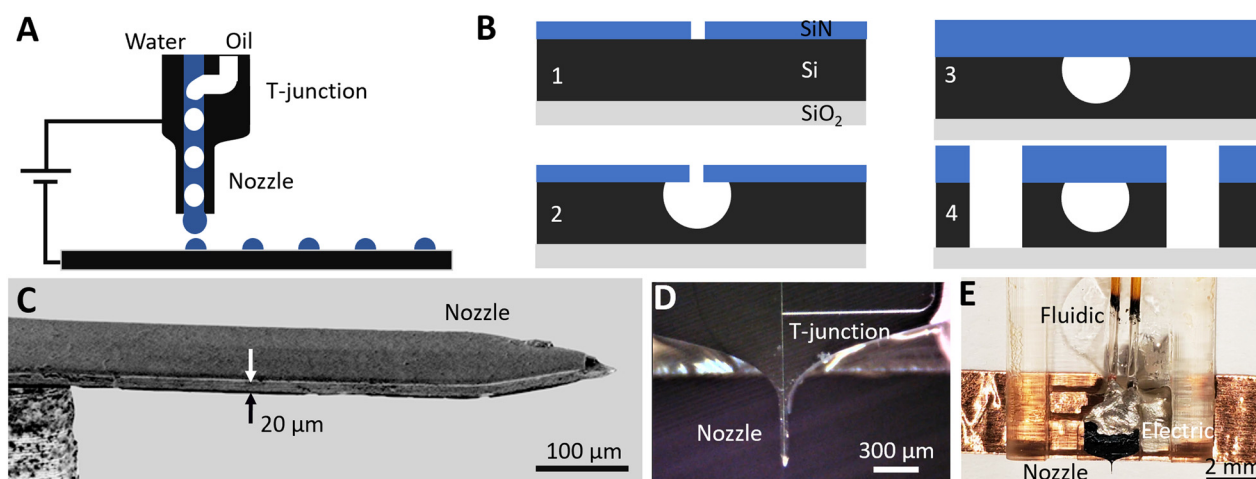 A
Water
Oil
T-junction
Nozzle
B
SiN
1
Si
SiO2
2
3
4
C
Nozzle
20 μm
100 μm
D
T-junction
Nozzle
300 μm
E
Fluidic
Electric
Nozzle
2 mm